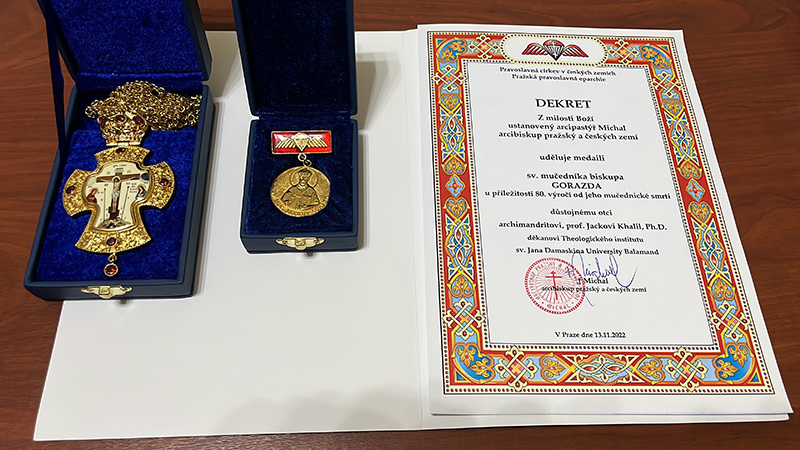 Pravoslavná církev v českých zemích
Pražská pravoslavná eparchie
DEKRET
Z milosti Boží
ustanovený arcipastýř Michal
arcibiskup pražský a českých zemí
uděluje medaili
sv. mučedníka biskupa
GORAZDA
u příležitosti 80. výročí od jeho mučednické smrti
důstojnému otci
archimandritovi, prof. Jackovi Khalil, Ph.D.
děkanovi Theologického institutu
sv. Jana Damaskina University Balamand
Michal
arcibiskup pražský a českých zemí
V Praze dne 13.11.2022